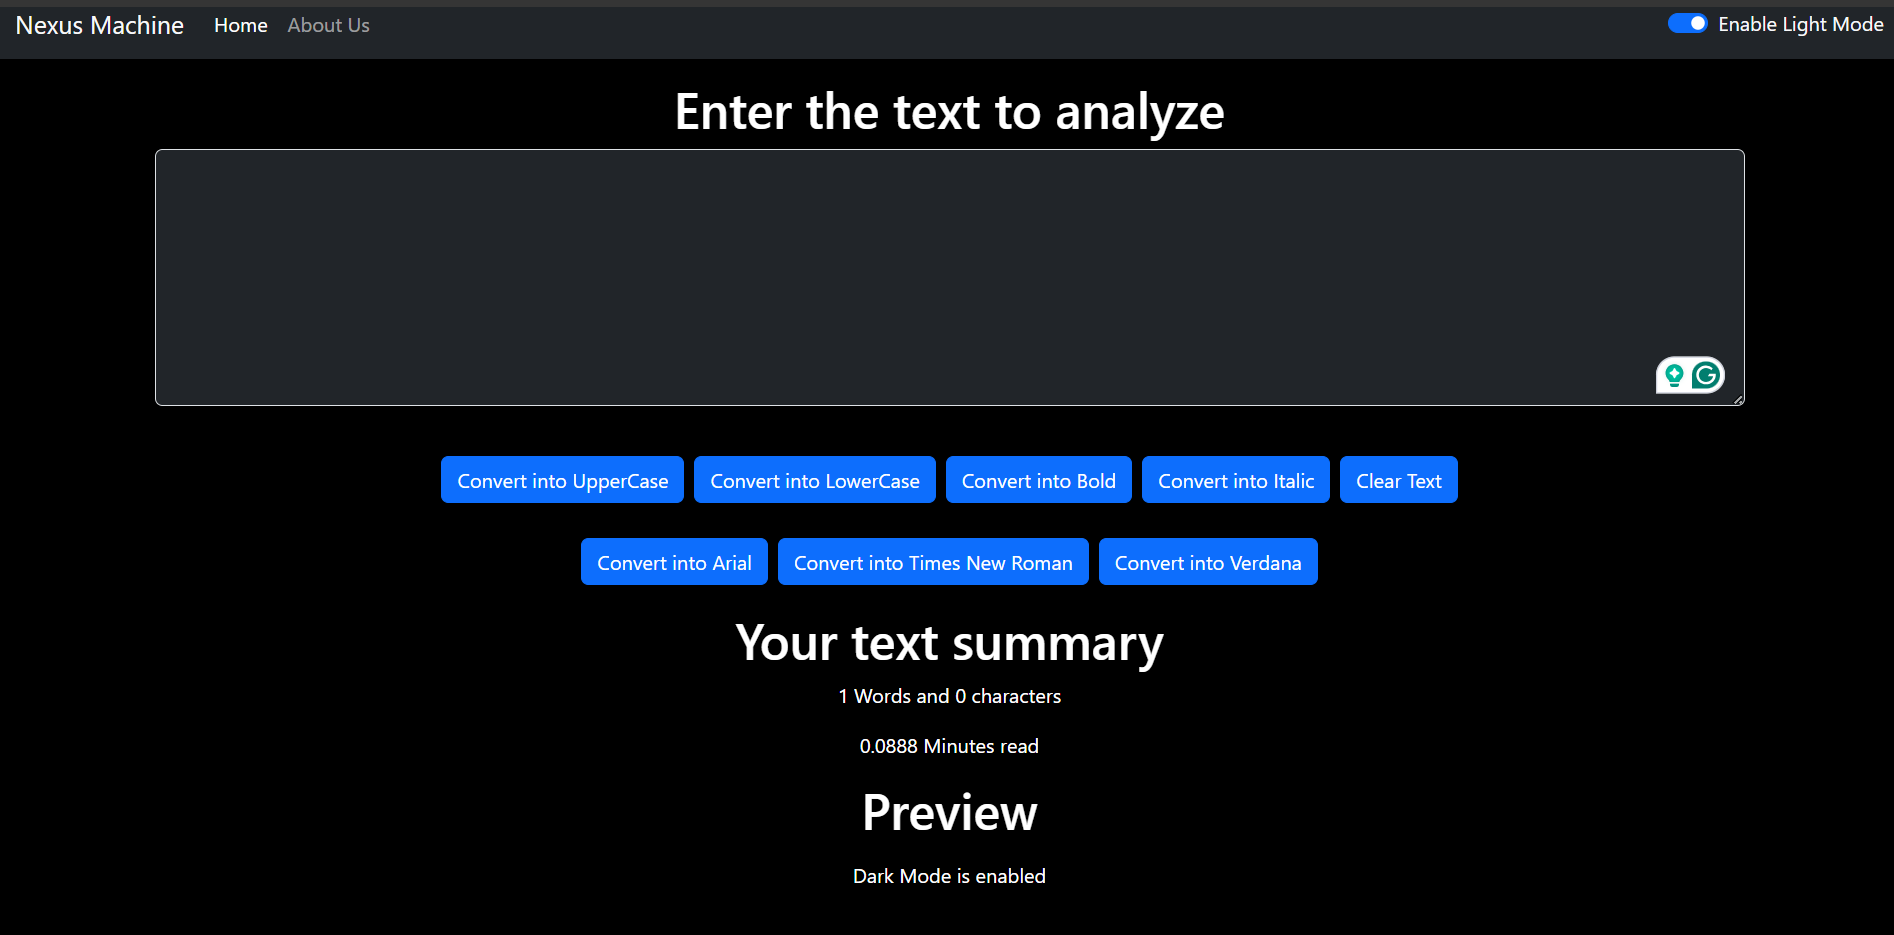 Nexus Machine Home About Us Enable Light Mode
Enter the text to analyze
Convert into UpperCase Convert into LowerCase Convert into Bold Convert into Italic Clear Text
Convert into Arial Convert into Times New Roman Convert into Verdana
Your text summary
1 Words and 0 characters
0.0888 Minutes read
Preview
Dark Mode is enabled